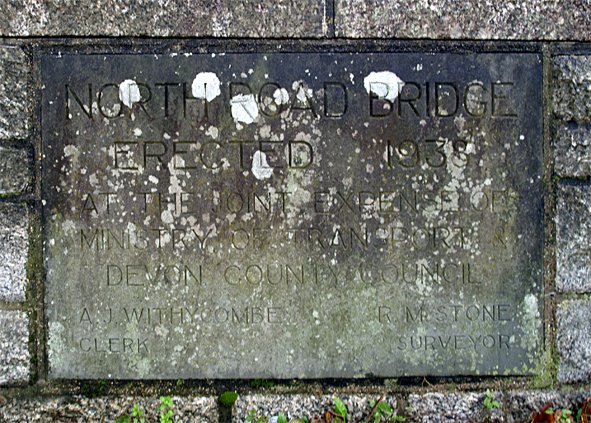 NORTH ROAD BRIDGE
ERECTED 1938
AT THE JOINT EXPENSE OF
MINISTRY OF TRANSPORT &
DEVON COUNTY COUNCIL
A.J. WITHYCOMBE R. M. STONE
CLERK SURVEYOR